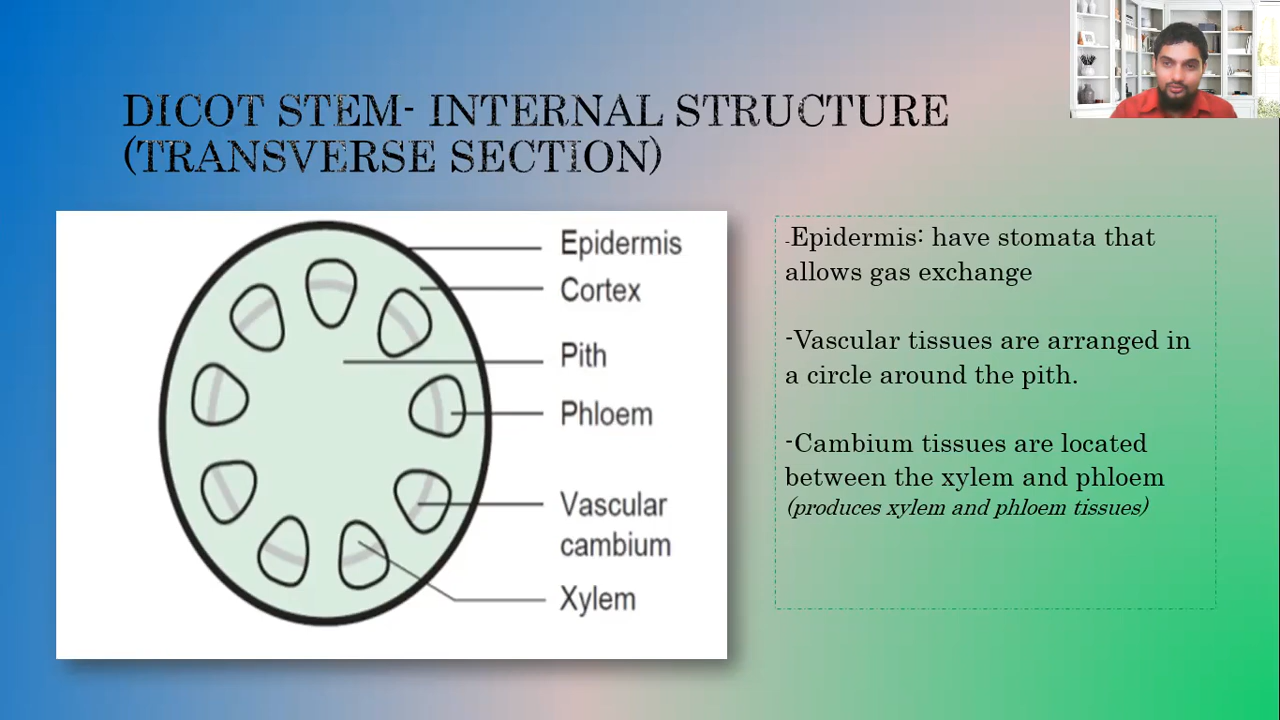 DICOT STEM- INTERNAL STRUCTURE
(TRANSVERSE SECTION)
Epidermis
Cortex
Pith
Phloem
Vascular
cambium
Xylem
-Epidermis: have stomata that
allows gas exchange
-Vascular tissues are arranged in
a circle around the pith.
-Cambium tissues are located
between the xylem and phloem
(produces xylem and phloem tissues)